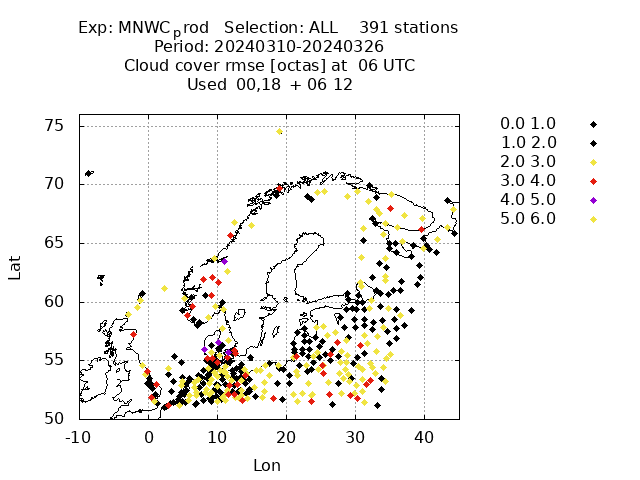 Exp: MNWC_prod   Selection: ALL    391 stations
Period: 20240310-20240326
Cloud cover rmse [octas] at  06 UTC
Used  00,18  + 06 12
0.0 1.0
1.0 2.0
2.0 3.0
3.0 4.0
4.0 5.0
5.0 6.0
75
70
65
60
55
50
Lat
-10 0 10 20 30 40
Lon